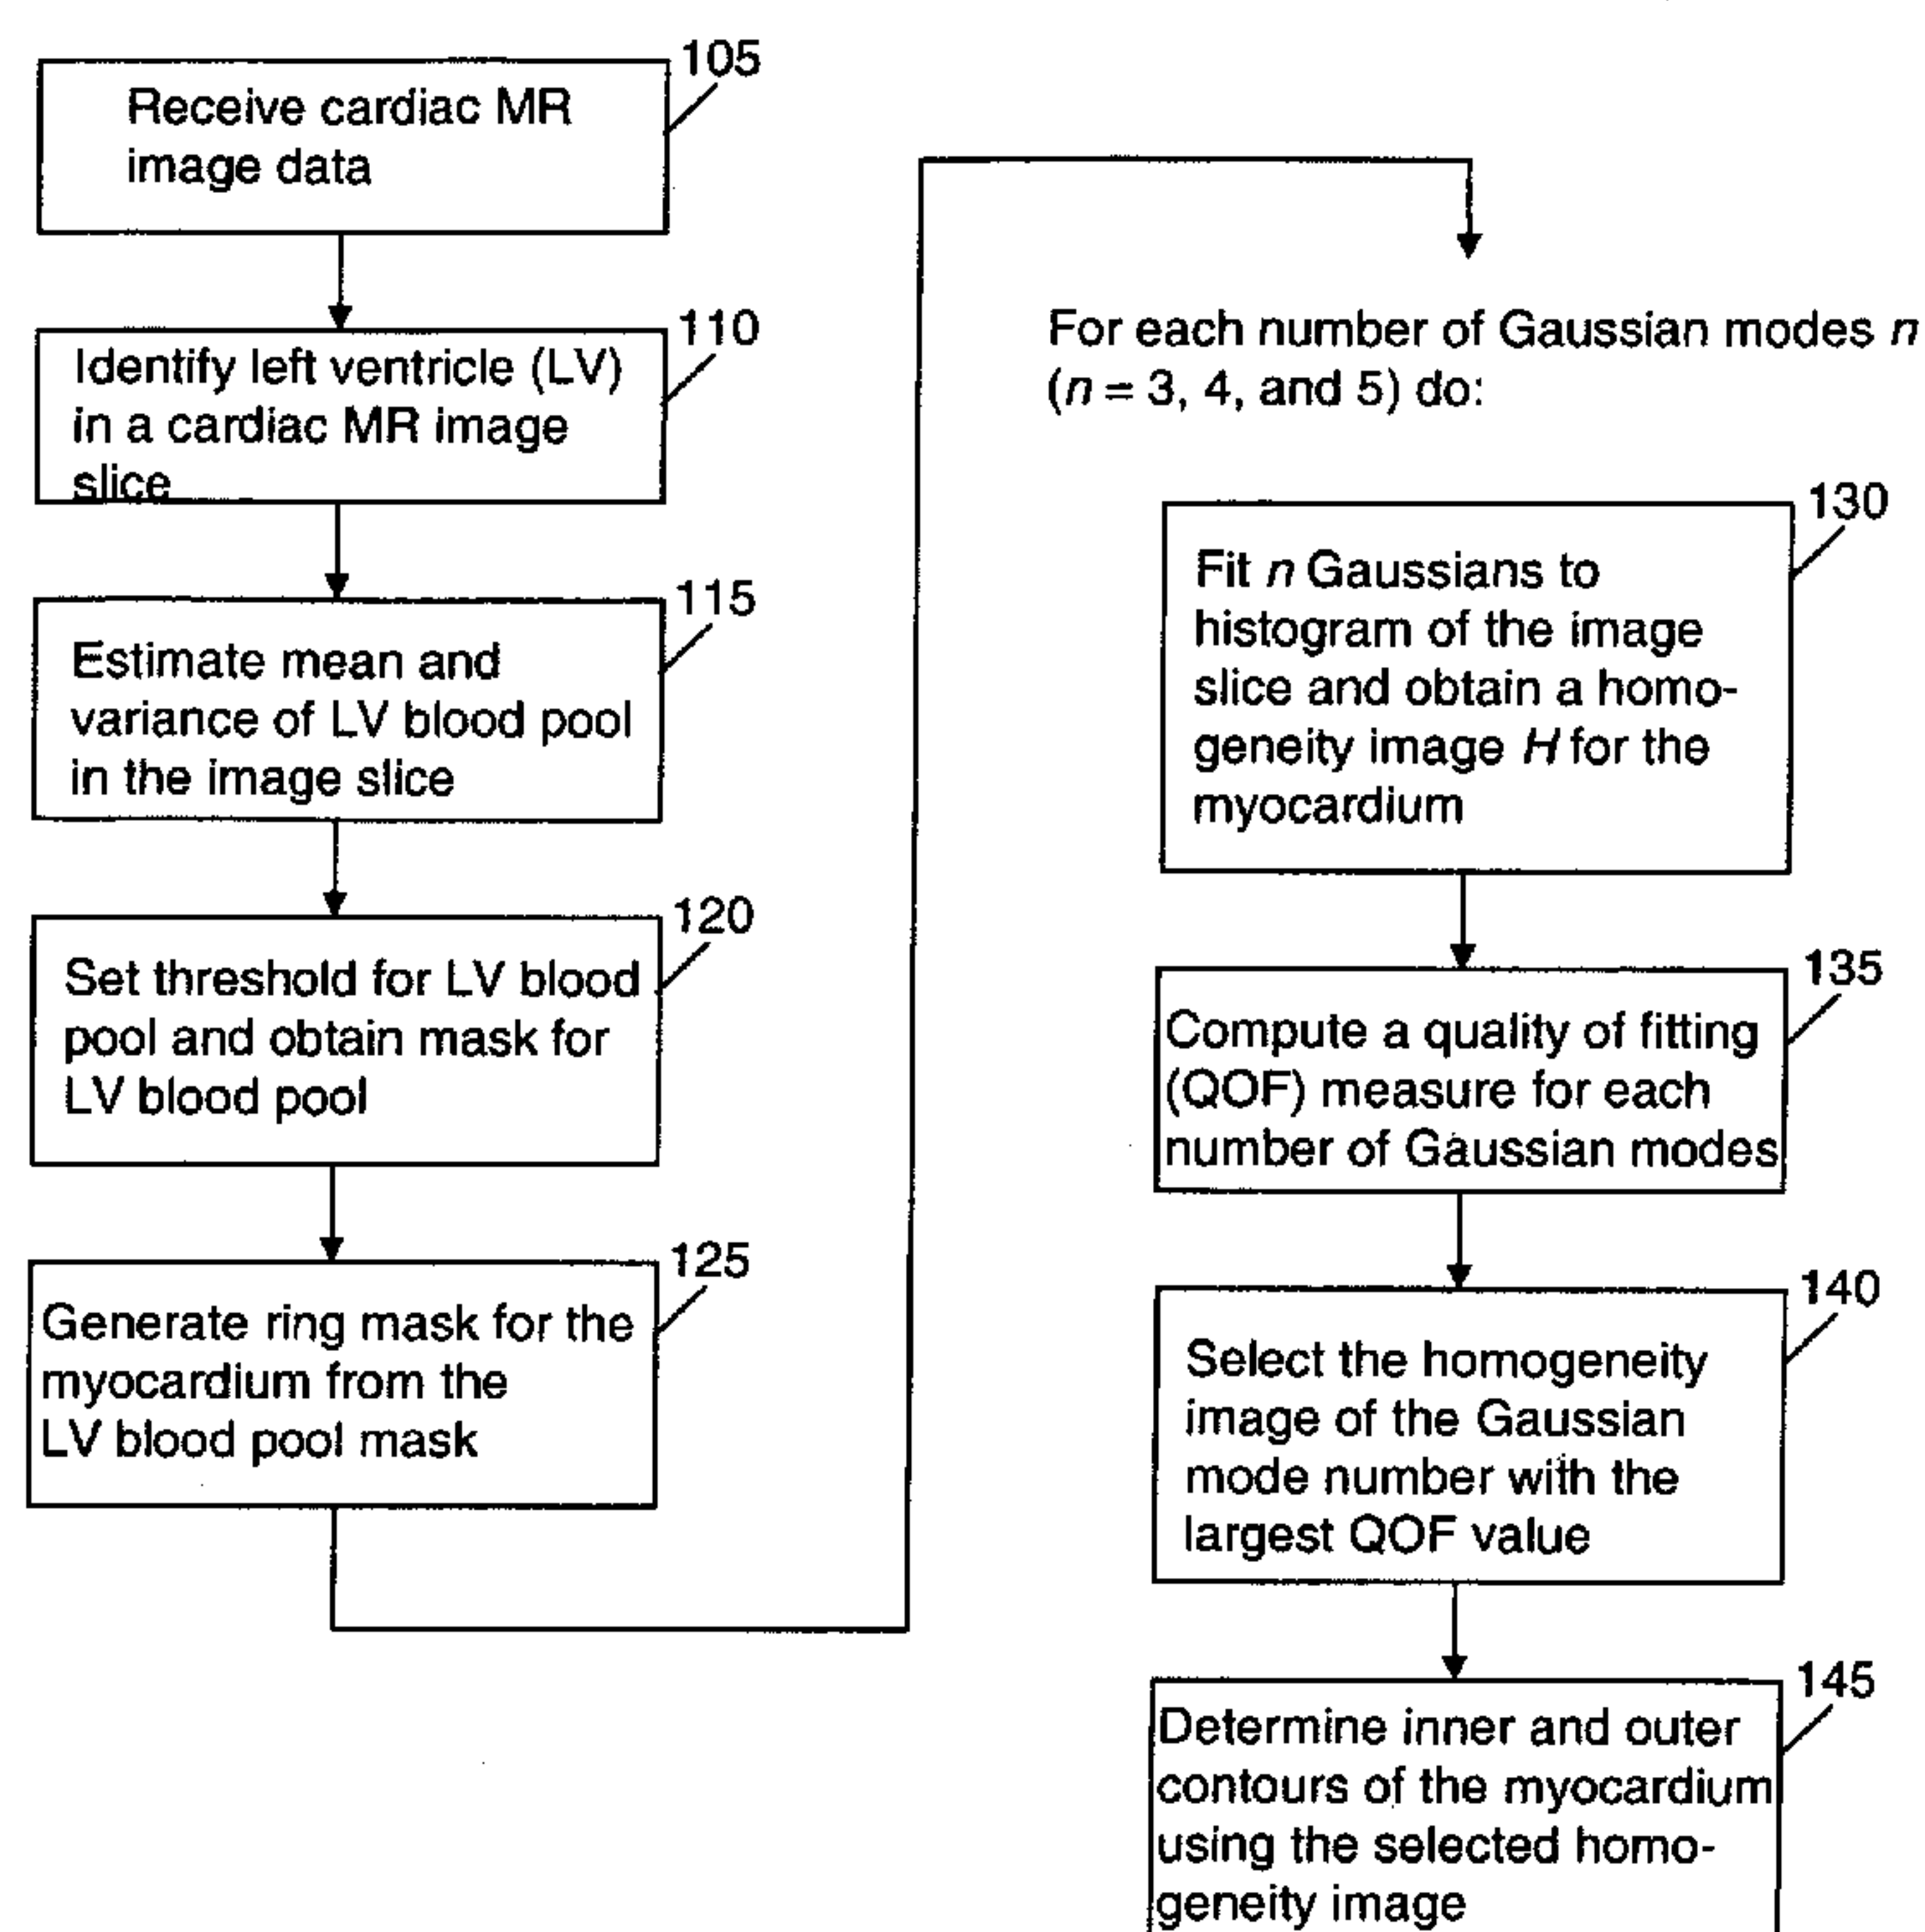 105
Receive cardiac MR
image data
110
Identify left ventricle (LV)
in a cardiac MR image
slice
115
Estimate mean and
variance of LV blood pool
in the image slice
120
Set threshold for LV blood
pool and obtain mask for
LV blood pool
125
Generate ring mask for the
myocardium from the
LV blood pool mask
For each number of Gaussian modes n
(n = 3, 4, and 5) do:
130
Fit n Gaussians to
histogram of the image
slice and obtain a homo-
geneity image H for the
myocardium
135
Compute a quality of fitting
(QOF) measure for each
number of Gaussian modes
140
Select the homogeneity
image of the Gaussian
mode number with the
largest QOF value
145
Determine inner and outer
contours of the myocardium
using the selected homo-
geneity image